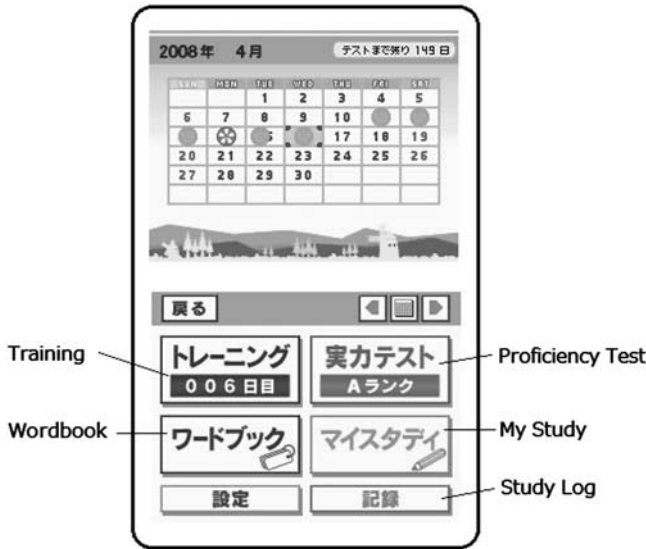 2008年 4月 テストまで残り 149 日
SUN MON TUE WED THU FRI SAT
1 2 3 4 5
6 7 8 9 10
17 18 19
20 21 22 23 24 25 26
27 28 29 30
戻る
Training
トレーニング
006日目
実力テスト
Aランク
Proficiency Test
Wordbook
ワードブック
マイスタディ
My Study
設定
記録
Study Log